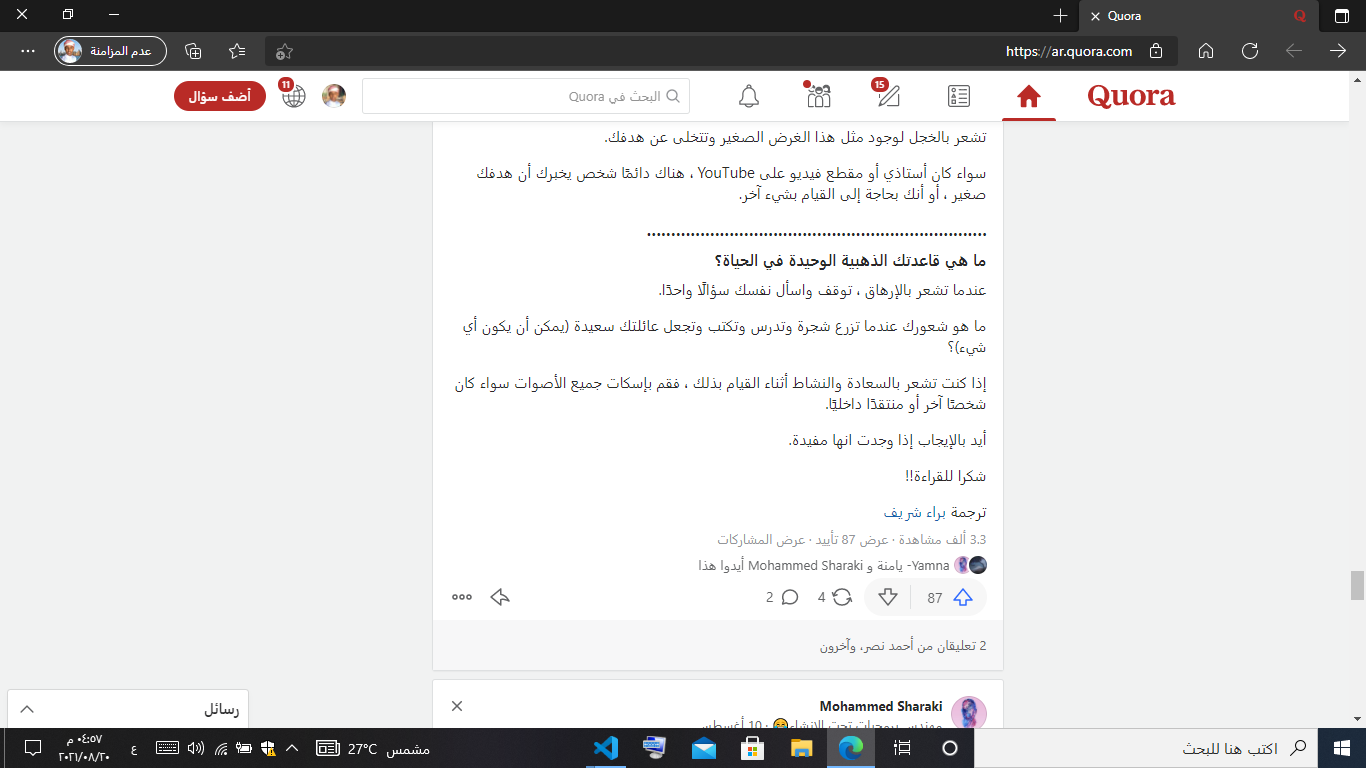 Quora
عدم المزامنة
https://ar.quora.com
Quora
15
البحث في Quora
11
أضف سؤال
تشعر بالخجل لوجود مثل هذا الغرض الصغير وتتخلى عن هدفك.
سواء كان أستاذي أو مقطع فيديو على YouTube ، هناك دائمًا شخص يخبرك أن هدفك
صغير ، أو أنك بحاجة إلى القيام بشيء آخر.
......................................................................
ما هي قاعدتك الذهبية الوحيدة في الحياة؟
عندما تشعر بالإرهاق ، توقف واسأل نفسك سؤالًا واحدًا.
ما هو شعورك عندما تزرع شجرة وتدرس وتكتب وتجعل عائلتك سعيدة (يمكن أن يكون أي
شيء)؟
إذا كنت تشعر بالسعادة والنشاط أثناء القيام بذلك ، فقم بإسكات جميع الأصوات سواء كان
شخصًا آخر أو منتقدًا داخليًا.
أيد بالإيجاب إذا وجدت انها مفيدة.
شكرا للقراءة!!
ترجمة براء شريف
3.3 ألف مشاهدة · عرض 87 تأييد · عرض المشاركات
Yamna- يامنة و Mohammed Sharaki أيدوا هذا
87
4
2
2 تعليقان من أحمد نصر، وآخرون
Mohammed Sharaki
مهندس برمجيات تحت الإنشاء😄 · 10 أغسطس
رسائل
اكتب هنا للبحث
مشمس 27°C
ع
٠٤:٥٧ م
٢٠٢١/٠٨/٢٠